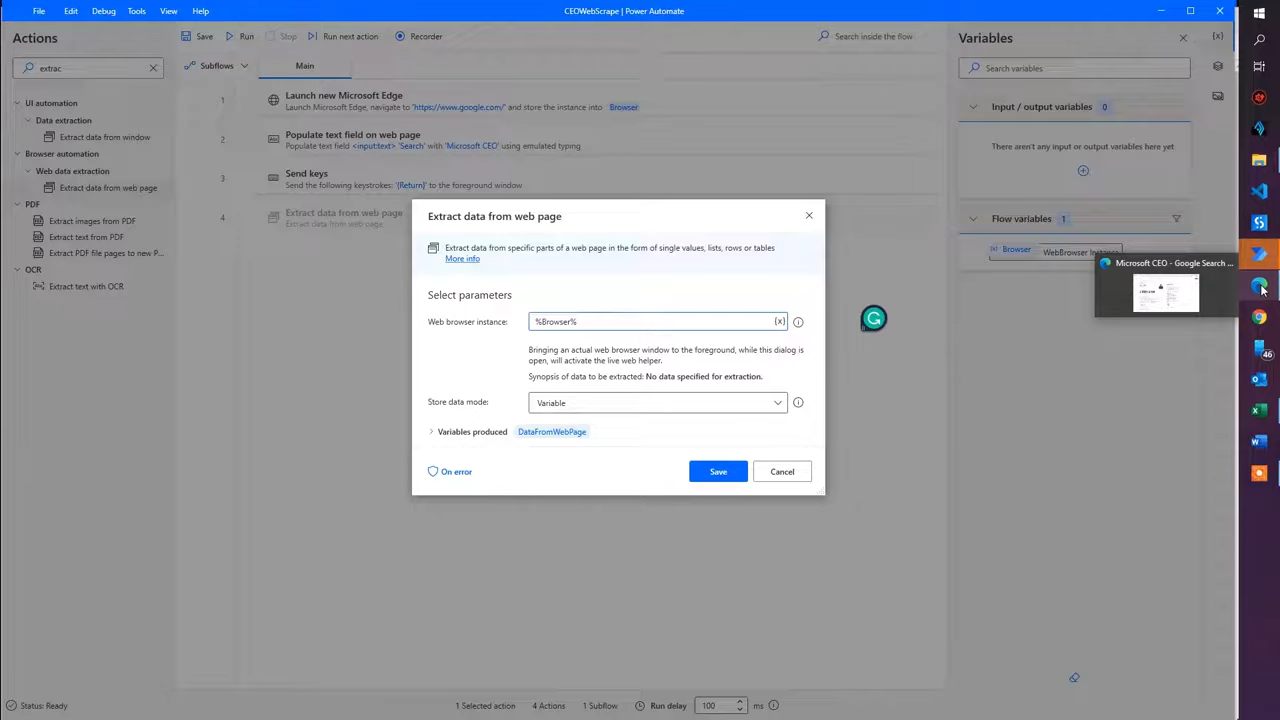 File Edit Debug Tools View Help
CEOWebScrape | Power Automate
Actions
extrac
UI automation
Data extraction
Extract data from window
Browser automation
Web data extraction
Extract data from web page
PDF
Extract images from PDF
Extract text from PDF
Extract PDF file pages to new P...
OCR
Extract text with OCR
Save Run Stop Run next action Recorder
Search inside the flow
Subflows Main
1
Launch new Microsoft Edge
Launch Microsoft Edge, navigate to 'https://www.google.com/' and store the instance into Browser
2
Populate text field on web page
Populate text field <input:text> 'Search' with 'Microsoft CEO' using emulated typing
3
Send keys
Send the following keystrokes: '{Return}' to the foreground window
4
Extract data from web page
Extract data from web page
Extract data from web page
Extract data from specific parts of a web page in the form of single values, lists, rows or tables
More info
Select parameters
Web browser instance: %Browser% {x}
Bringing an actual web browser window to the foreground, while this dialog is
open, will activate the live web helper.
Synopsis of data to be extracted: No data specified for extraction.
Store data mode: Variable
Variables produced DataFromWebPage
On error
Save Cancel
Variables
{x}
Search variables
Input / output variables 0
There aren't any input or output variables here yet
Flow variables 1
(x) Browser WebBrowser Instance
Microsoft CEO - Google Search ...
46
Status: Ready
1 Selected action 4 Actions 1 Subflow Run delay 100 ms